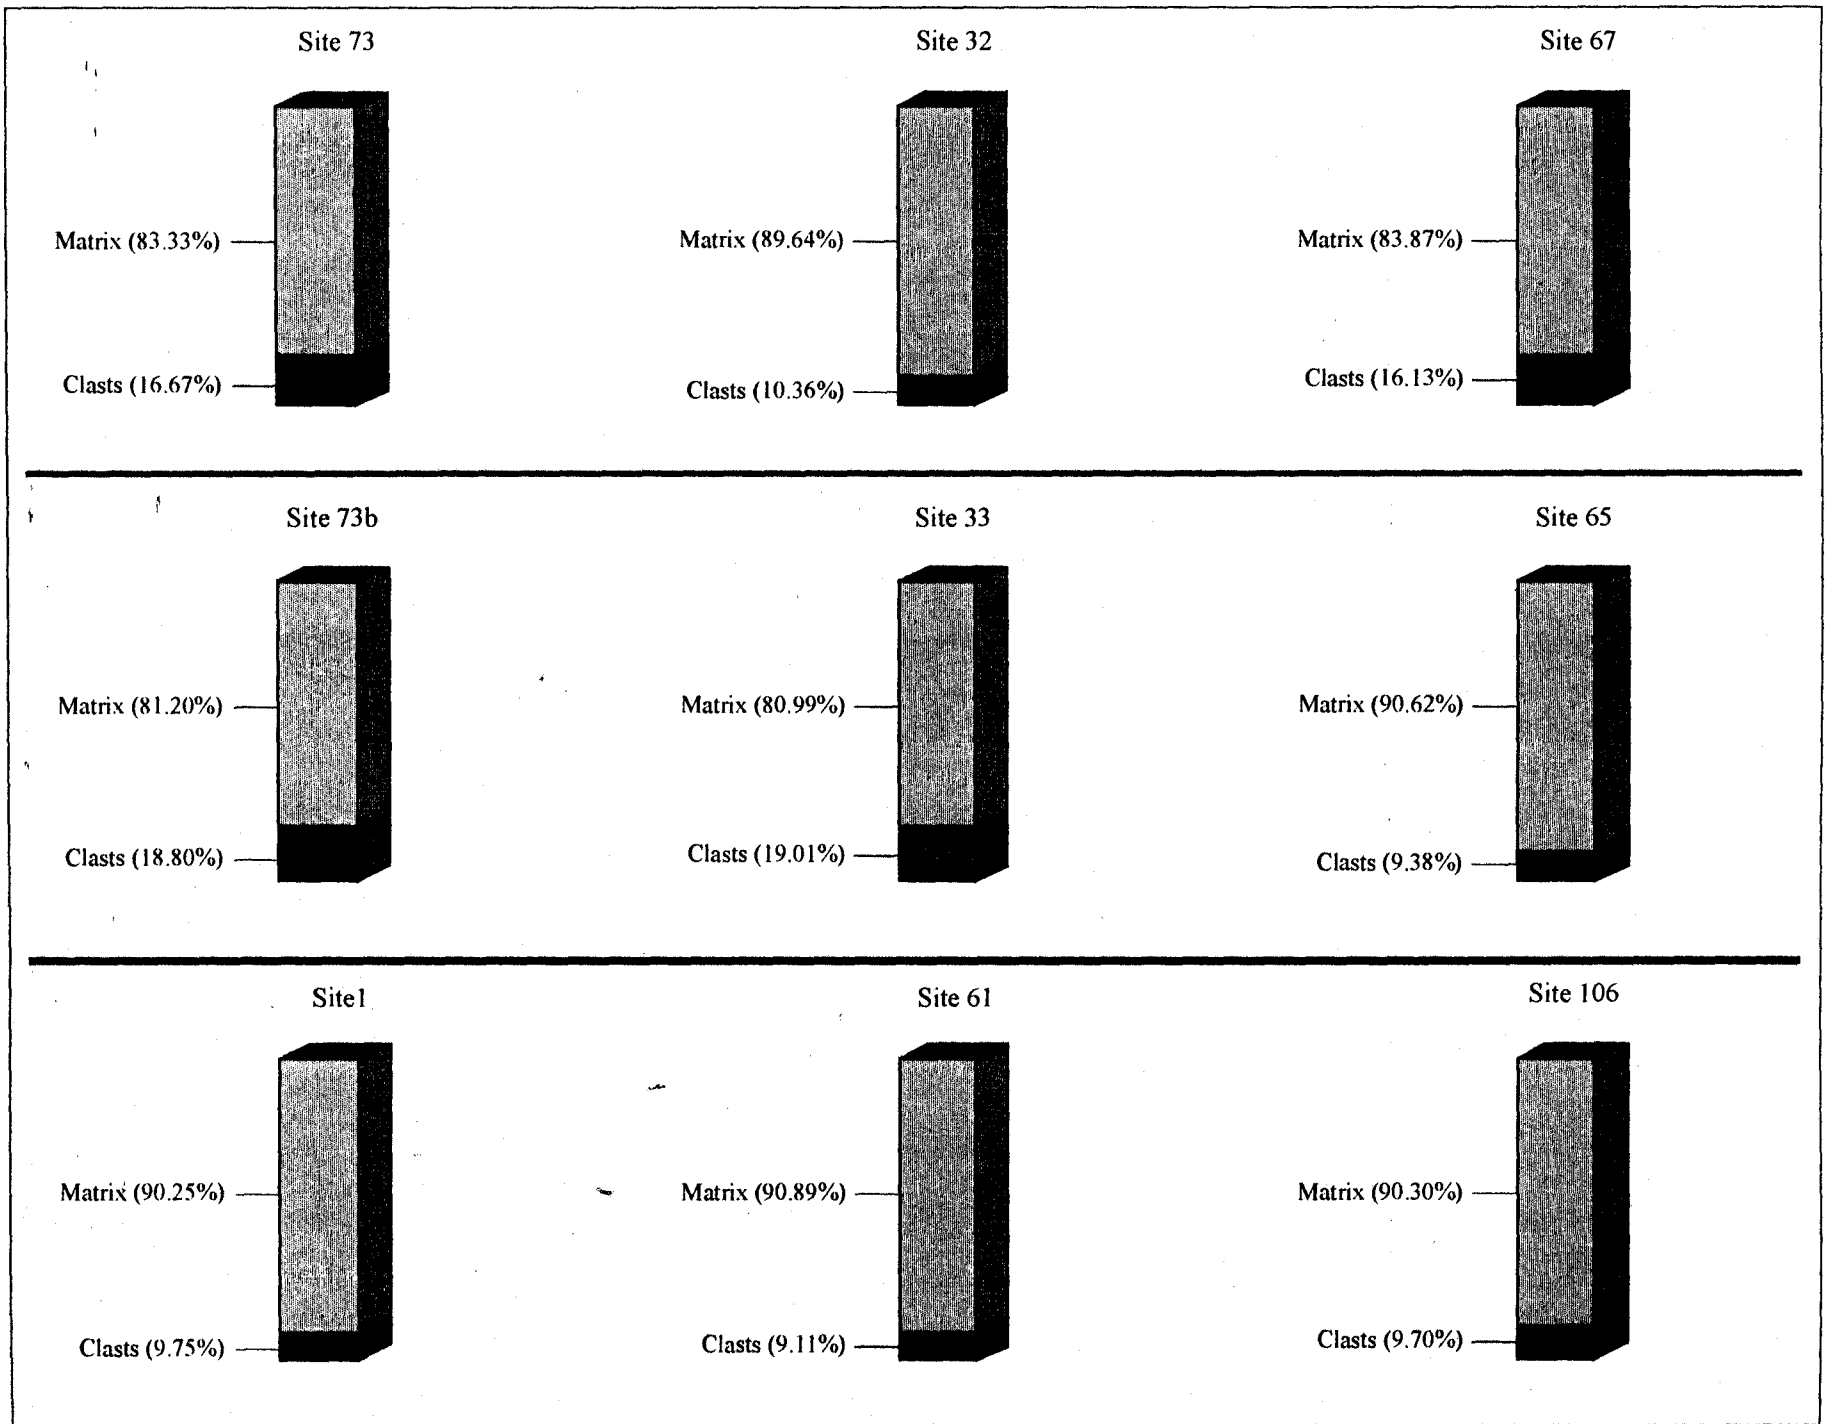 Site 73
Site 32
Site 67
Matrix (83.33%)
Matrix (89.64%)
Matrix (83.87%)
Clasts (16.67%)
Clasts (10.36%)
Clasts (16.13%)
Site 73b
Site 33
Site 65
Matrix (81.20%)
Matrix (80.99%)
Matrix (90.62%)
Clasts (18.80%)
Clasts (19.01%)
Clasts (9.38%)
Site1
Site 61
Site 106
Matrix (90.25%)
Matrix (90.89%)
Matrix (90.30%)
Clasts (9.75%)
Clasts (9.11%)
Clasts (9.70%)